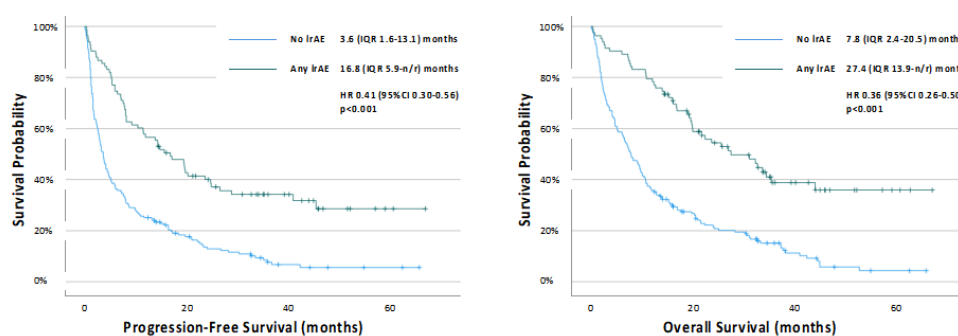 100%
80%
60%
40%
20%
0%
Survival Probability
No IrAE 3.6 (IQR 1.6-13.1) months
Any IrAE 16.8 (IQR 5.9-n/r) months
HR 0.41 (95%CI 0.30-0.56)
p<0.001
0 20 40 60
Progression-Free Survival (months)
100%
80%
60%
40%
20%
0%
Survival Probability
No IrAE 7.8 (IQR 2.4-20.5) months
Any IrAE 27.4 (IQR 13.9-n/r) months
HR 0.36 (95%CI 0.26-0.50
p<0.001
0 20 40 60
Overall Survival (months)